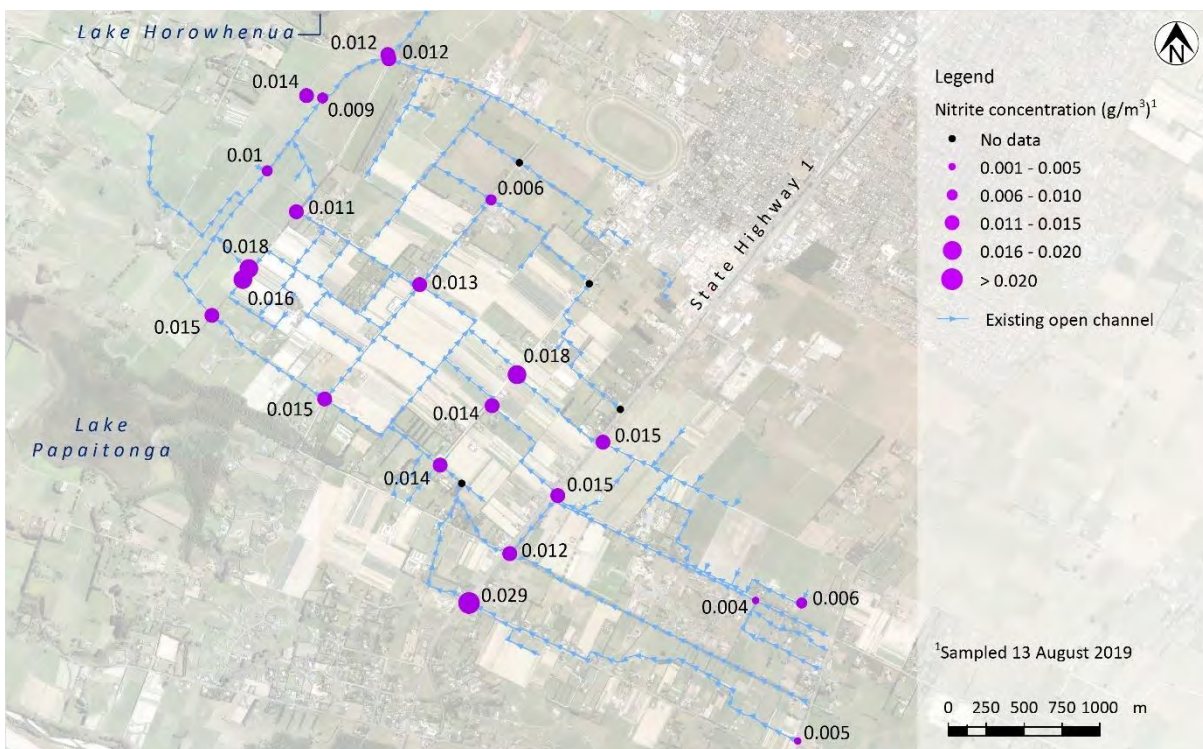 Lake Horowhenua
0.012
0.012
0.014
0.009
0.01
0.006
0.011
0.018
0.013
0.016
0.015
0.018
0.015
0.014
0.015
0.014
0.015
0.012
0.029
0.004
0.006
0.005
State Highway 1
Lake
Papaitonga
N
Legend
Nitrite concentration (g/m³)¹
No data
0.001 - 0.005
0.006 - 0.010
0.011 - 0.015
0.016 - 0.020
> 0.020
Existing open channel
¹Sampled 13 August 2019
0 250 500 750 1000 m